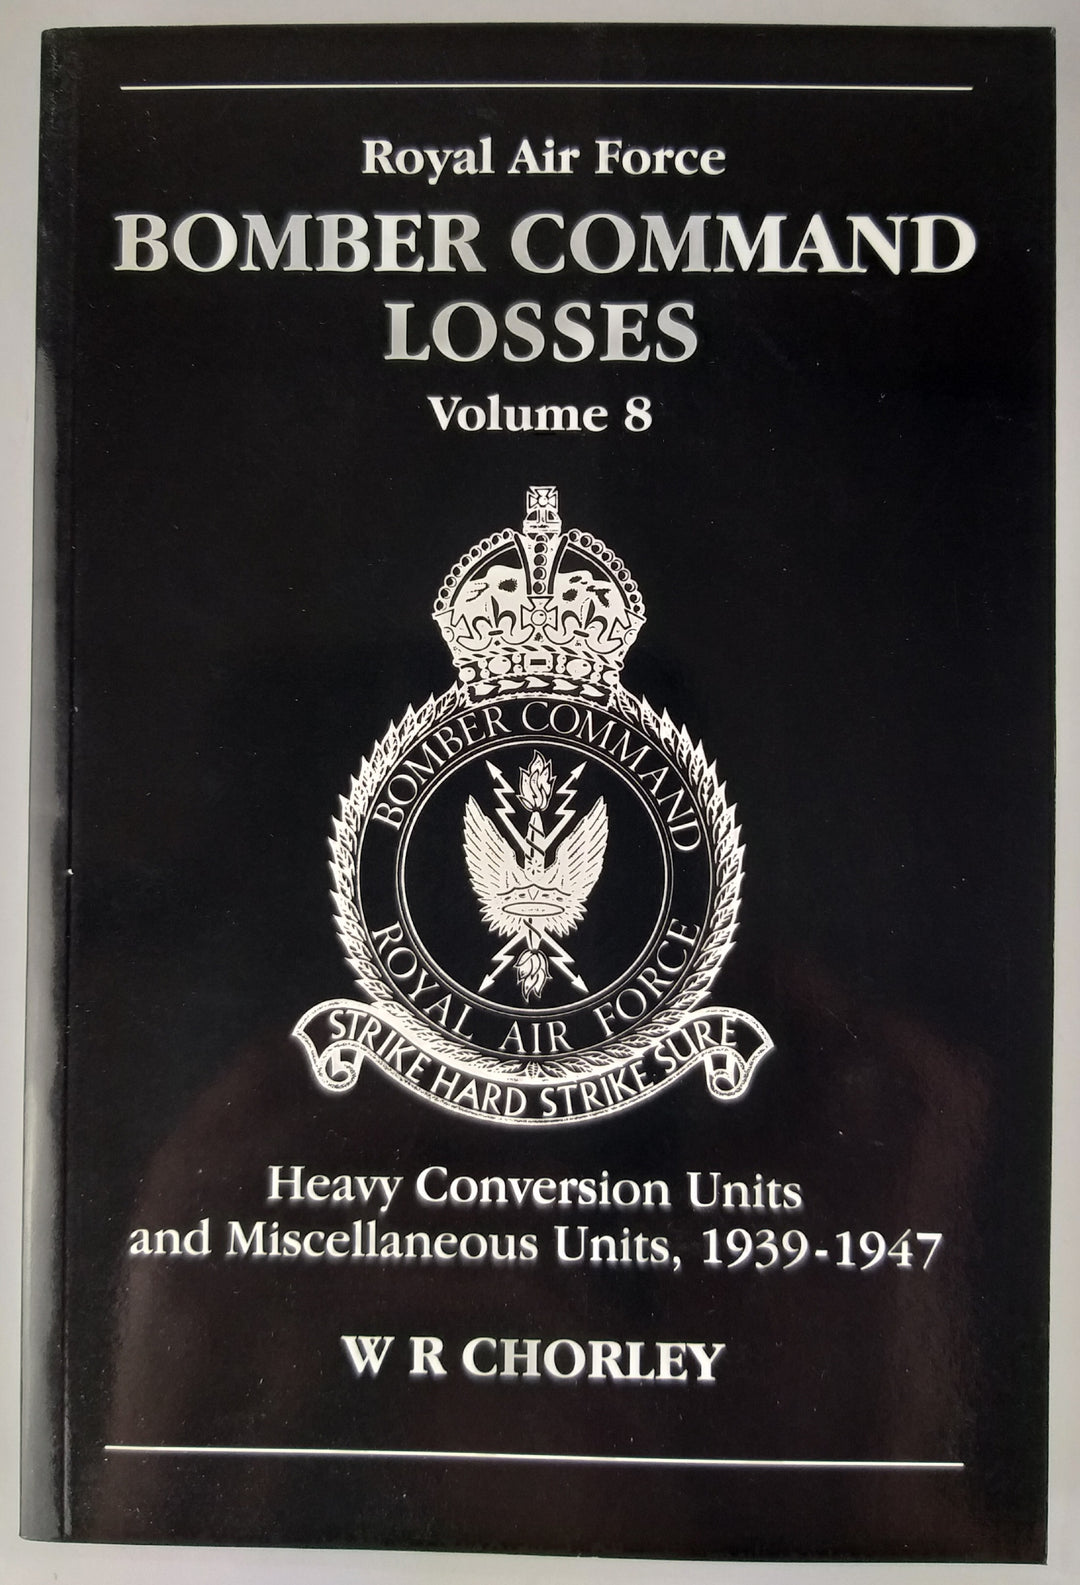 Royal Air Force
BOMBER COMMAND
LOSSES
Volume 8
BOMBER COMMAND
ROYAL AIR FORCE
STRIKE HARD STRIKE SURE
Heavy Conversion Units
and Miscellaneous Units, 1939-1947
W R CHORLEY